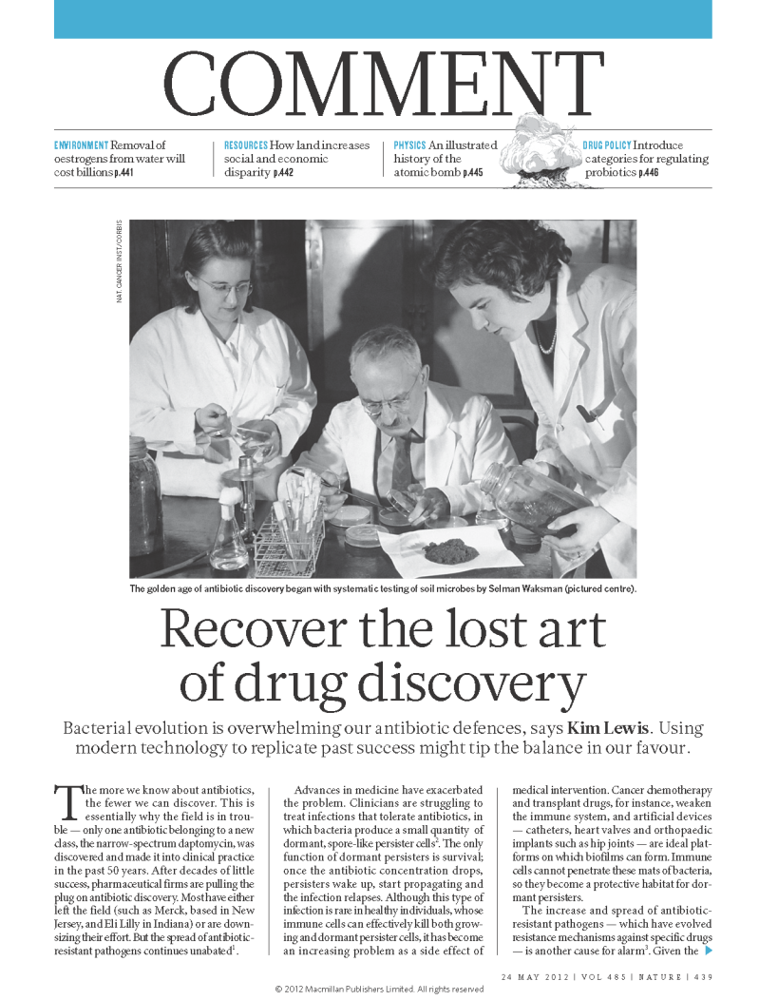 COMMENT
ENVIRONMENT Removal of
oestrogens from water will
cost billions p.441
RESOURCES How land increases
social and economic
disparity p.442
PHYSICS An illustrated
history of the
atomic bomb p.445
DRUG POLICY Introduce
categories for regulating
probiotics p.446
NAT. CANCER INST/CORBIS
The golden age of antibiotic discovery began with systematic testing of soil microbes by Selman Waksman (pictured centre).
Recover the lost art
of drug discovery
Bacterial evolution is overwhelming our antibiotic defences, says Kim Lewis. Using
modern technology to replicate past success might tip the balance in our favour.
The more we know about antibiotics,
the fewer we can discover. This is
essentially why the field is in trou-
ble — only one antibiotic belonging to a new
class, the narrow-spectrum daptomycin, was
discovered and made it into clinical practice
in the past 50 years. After decades of little
success, pharmaceutical firms are pulling the
plug on antibiotic discovery. Most have either
left the field (such as Merck, based in New
Jersey, and Eli Lilly in Indiana) or are down-
sizing their effort. But the spread of antibiotic-
resistant pathogens continues unabated¹.
Advances in medicine have exacerbated
the problem. Clinicians are struggling to
treat infections that tolerate antibiotics, in
which bacteria produce a small quantity of
dormant, spore-like persister cells². The only
function of dormant persisters is survival;
once the antibiotic concentration drops,
persisters wake up, start propagating and
the infection relapses. Although this type of
infection is rare in healthy individuals, whose
immune cells can effectively kill both grow-
ing and dormant persister cells, it has become
an increasing problem as a side effect of
medical intervention. Cancer chemotherapy
and transplant drugs, for instance, weaken
the immune system, and artificial devices
— catheters, heart valves and orthopaedic
implants such as hip joints — are ideal plat-
forms on which biofilms can form. Immune
cells cannot penetrate these mats of bacteria,
so they become a protective habitat for dor-
mant persisters.
The increase and spread of antibiotic-
resistant pathogens — which have evolved
resistance mechanisms against specific drugs
— is another cause for alarm³. Given the
24 MAY 2012 | VOL 485 | NATURE | 439
© 2012 Macmillan Publishers Limited. All rights reserved